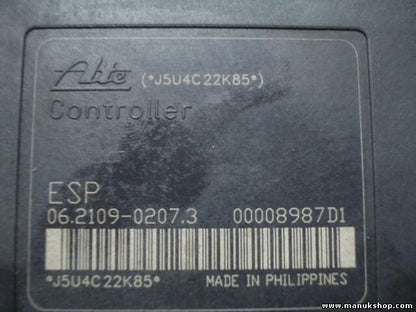 Ate (*J5U4C22K85*)
Controller
ESP
06.2109-0207.3 00008987D1
*J5U4C22K85* MADE IN PHILIPPINES
www.manukshop.com